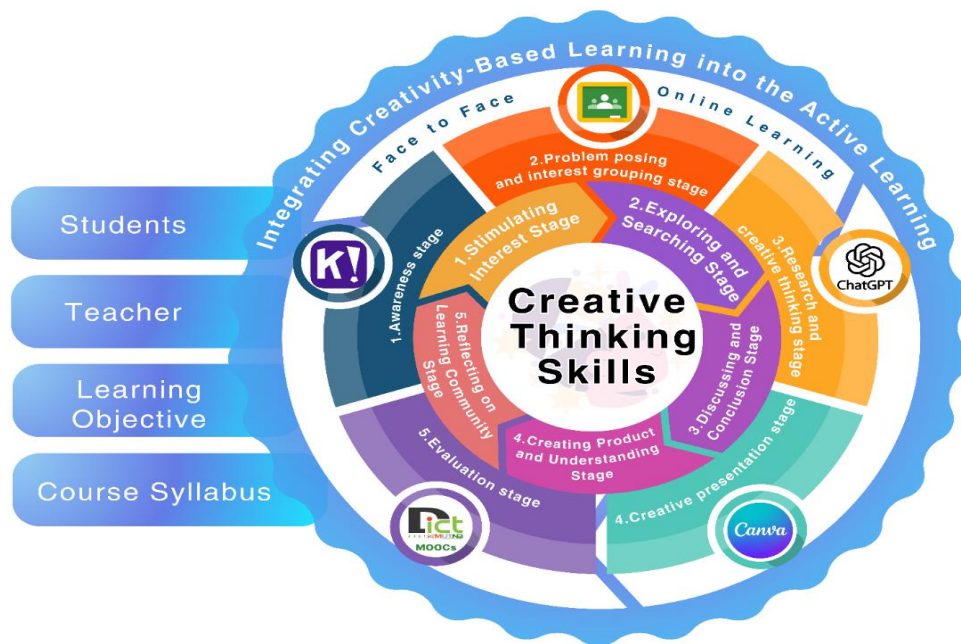 Integrating Creativity-Based Learning into the Active Learning
Face to Face
Online Learning
Students
Teacher
Learning
Objective
Course Syllabus
K!
1.Awareness stage
2.Problem posing
and interest grouping stage
3.Research and
creative thinking stage
ChatGPT
4.Creative presentation stage
Canva
5.Evaluation stage
ict
MOOCs
1.Stimulating
Interest Stage
2.Exploring and
Searching Stage
3.Discussing and
Conclusion Stage
4.Creating Product
and Understanding
Stage
5.Reflecting on
Learning Community
Stage
Creative
Thinking
Skills